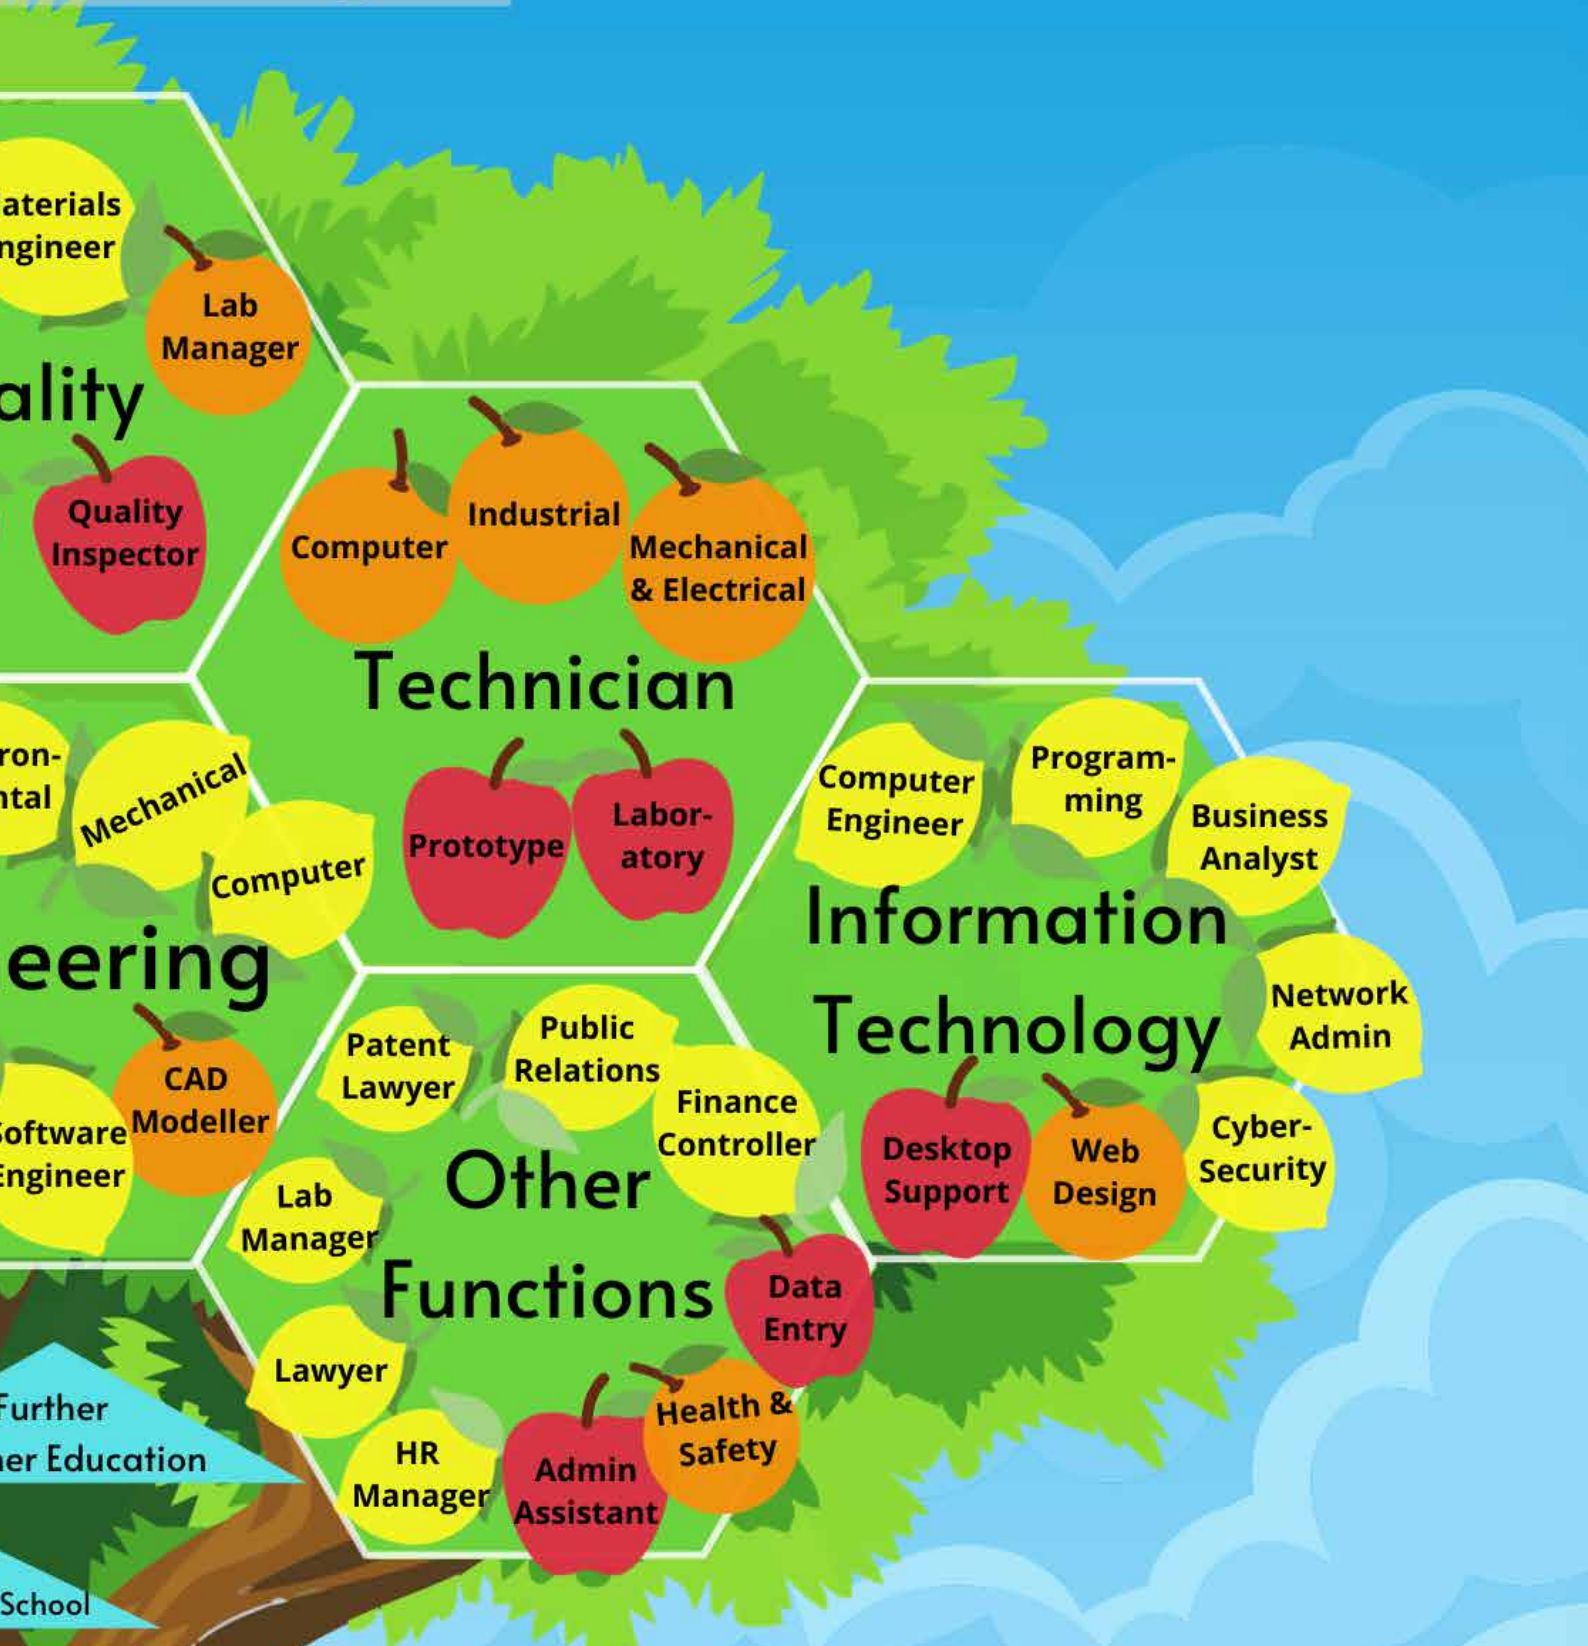 aterials
ngineer
Lab
Manager
ality
Quality
Inspector
Computer
Industrial
Mechanical
& Electrical
Technician
Prototype
Labor-
atory
ron-
ntal
Mechanical
Computer
eering
CAD
Modeller
Software
Engineer
Computer
Engineer
Program-
ming
Business
Analyst
Information
Technology
Network
Admin
Desktop
Support
Web
Design
Cyber-
Security
Patent
Lawyer
Public
Relations
Finance
Controller
Other
Functions
Lab
Manager
Lawyer
HR
Manager
Admin
Assistant
Health &
Safety
Data
Entry
Further
er Education
School